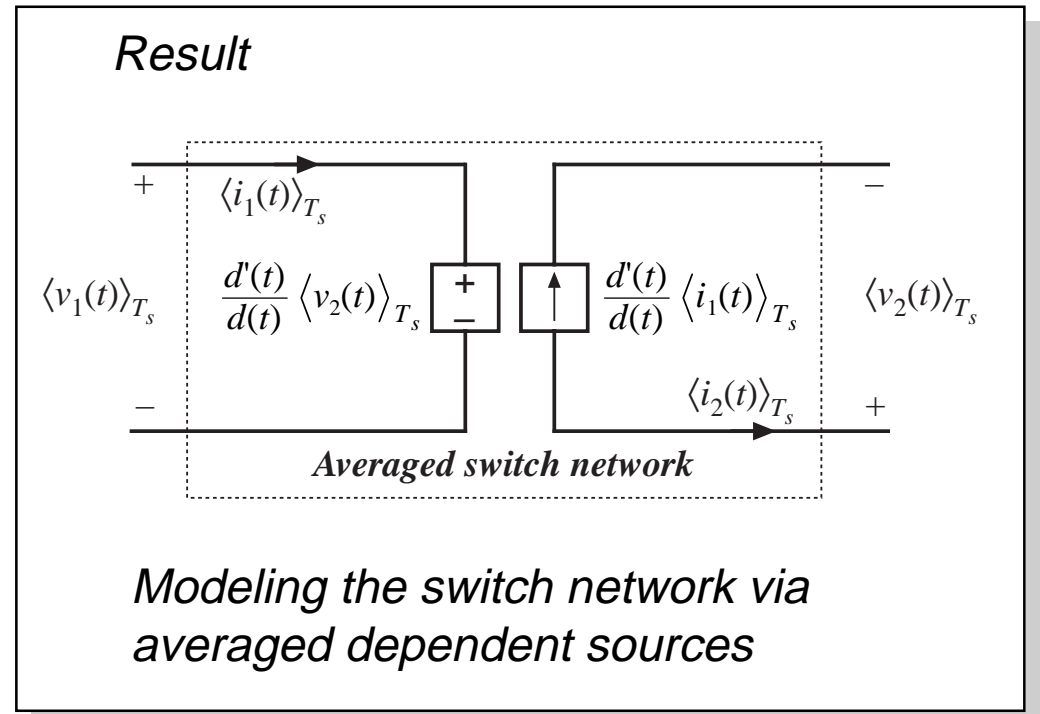 Result
+
⟨i₁(t)⟩Tₛ
−
⟨v₁(t)⟩Tₛ
d'(t)/d(t) ⟨v₂(t)⟩Tₛ
+
−
d'(t)/d(t) ⟨i₁(t)⟩Tₛ
⟨v₂(t)⟩Tₛ
−
⟨i₂(t)⟩Tₛ
+
Averaged switch network
Modeling the switch network via
averaged dependent sources